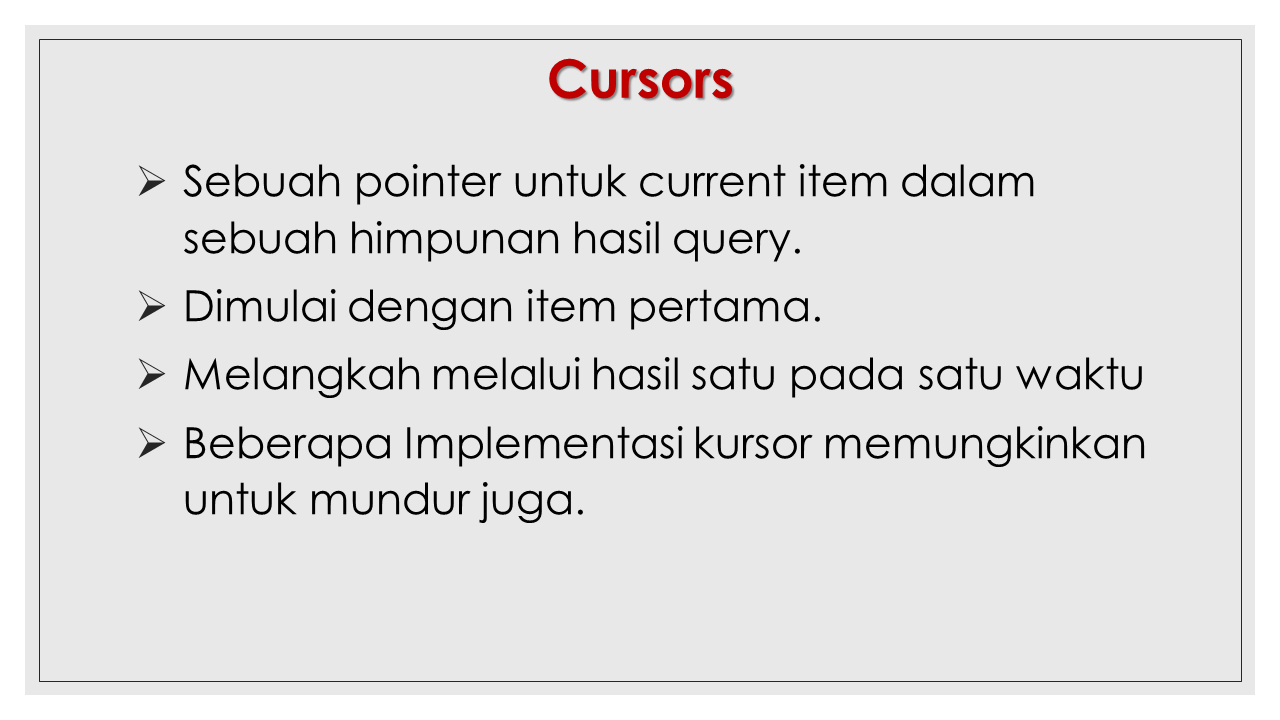 Cursors
➢ Sebuah pointer untuk current item dalam
sebuah himpunan hasil query.
➢ Dimulai dengan item pertama.
➢ Melangkah melalui hasil satu pada satu waktu
➢ Beberapa Implementasi kursor memungkinkan
untuk mundur juga.